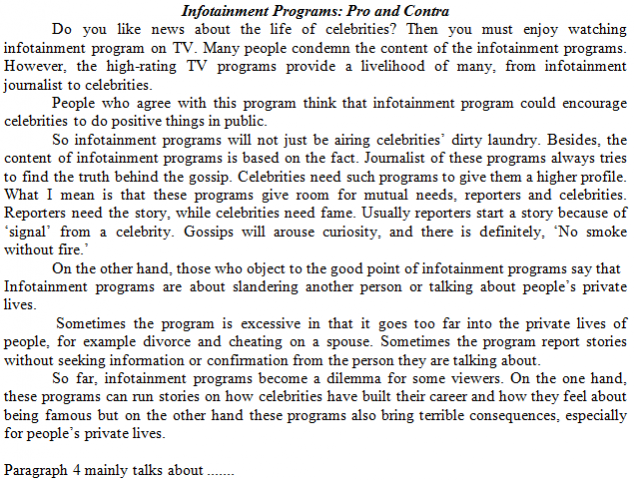 Infotainment Programs: Pro and Contra
Do you like news about the life of celebrities? Then you must enjoy watching
infotainment program on TV. Many people condemn the content of the infotainment programs.
However, the high-rating TV programs provide a livelihood of many, from infotainment
journalist to celebrities.
People who agree with this program think that infotainment program could encourage
celebrities to do positive things in public.
So infotainment programs will not just be airing celebrities’ dirty laundry. Besides, the
content of infotainment programs is based on the fact. Journalist of these programs always tries
to find the truth behind the gossip. Celebrities need such programs to give them a higher profile.
What I mean is that these programs give room for mutual needs, reporters and celebrities.
Reporters need the story, while celebrities need fame. Usually reporters start a story because of
‘signal’ from a celebrity. Gossips will arouse curiosity, and there is definitely, ‘No smoke
without fire.’
On the other hand, those who object to the good point of infotainment programs say that
Infotainment programs are about slandering another person or talking about people’s private
lives.
Sometimes the program is excessive in that it goes too far into the private lives of
people, for example divorce and cheating on a spouse. Sometimes the program report stories
without seeking information or confirmation from the person they are talking about.
So far, infotainment programs become a dilemma for some viewers. On the one hand,
these programs can run stories on how celebrities have built their career and how they feel about
being famous but on the other hand these programs also bring terrible consequences, especially
for people’s private lives.
Paragraph 4 mainly talks about .......